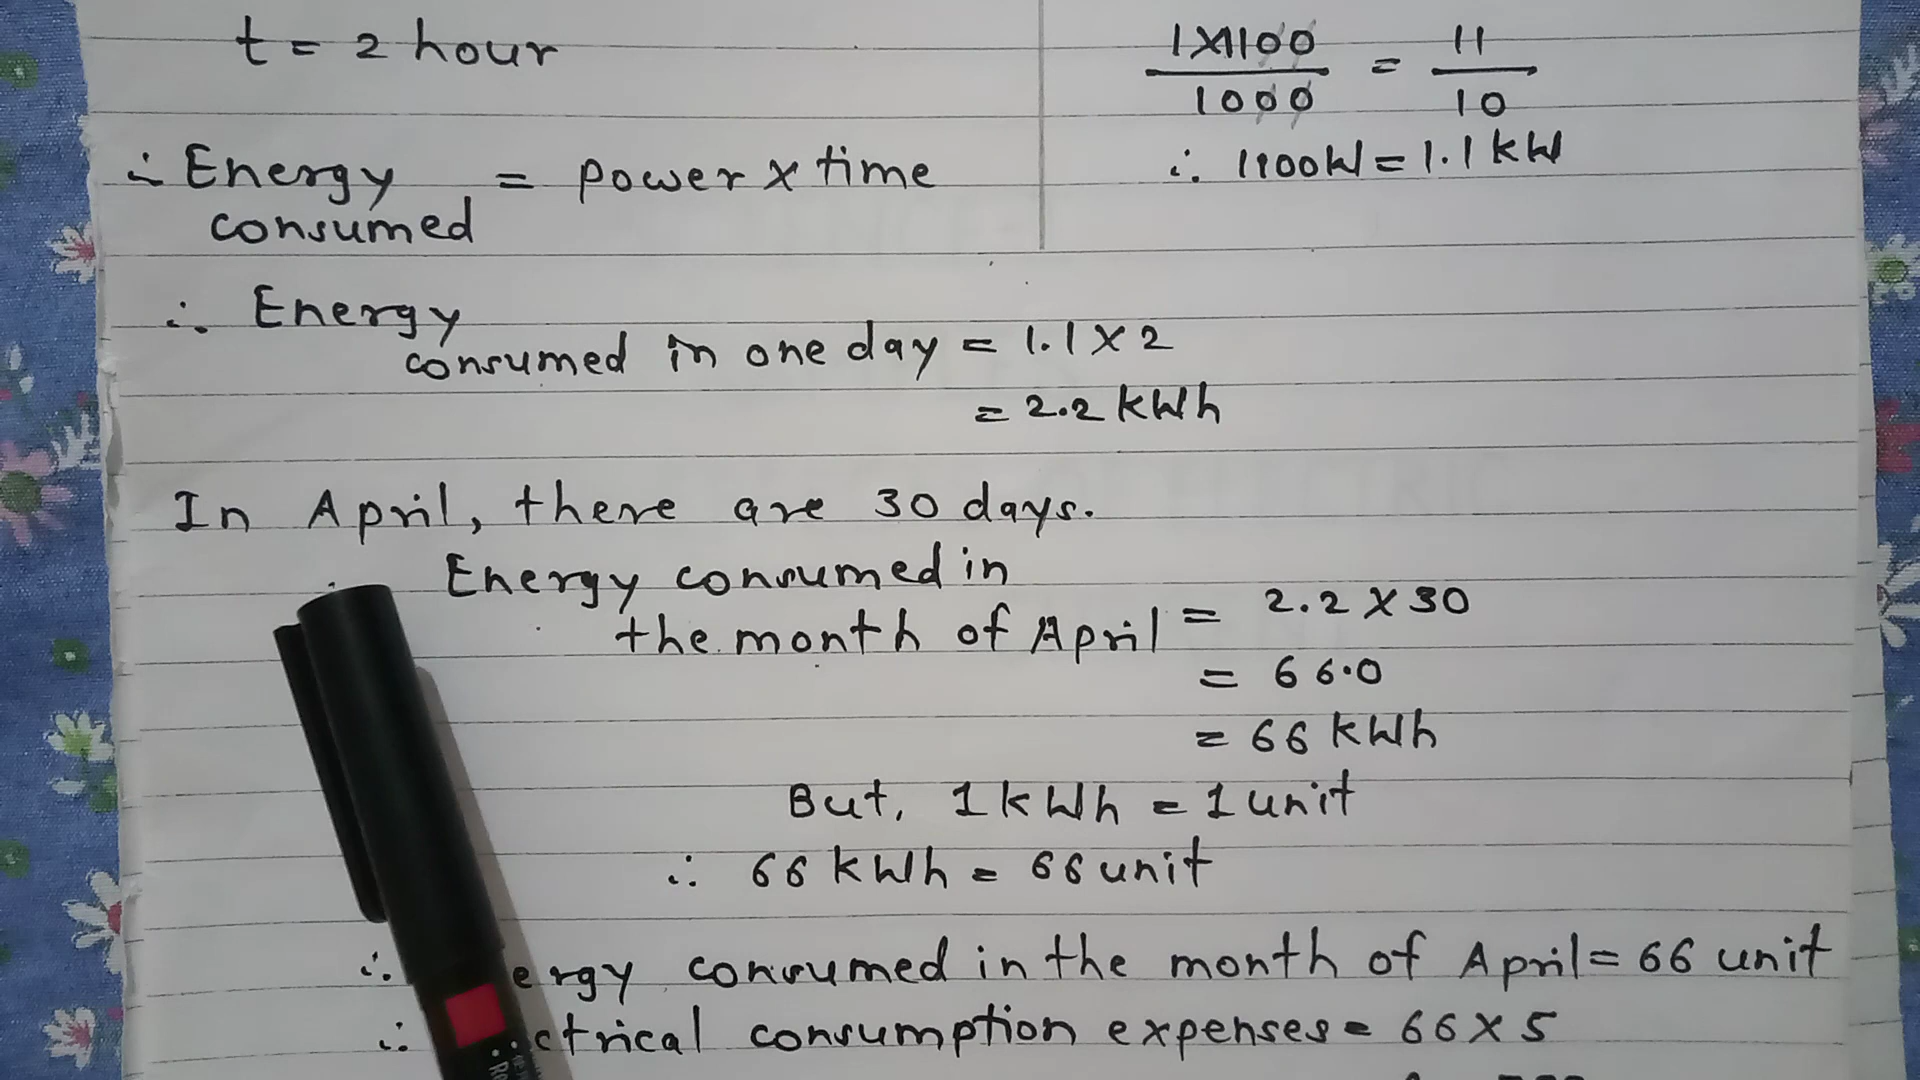 t = 2 hour
∴ Energy consumed = power x time
1x1100 / 1000 = 11 / 10
∴ 1100W = 1.1 kW
∴ Energy
consumed in one day = 1.1 x 2
= 2.2 kWh
In April, there are 30 days.
Energy consumed in
the month of April = 2.2 x 30
= 66.0
= 66 kWh
But, 1 kWh = 1 unit
∴ 66 kWh = 66 unit
∴ ergy consumed in the month of April = 66 unit
∴ ctrical consumption expenses = 66 x 5